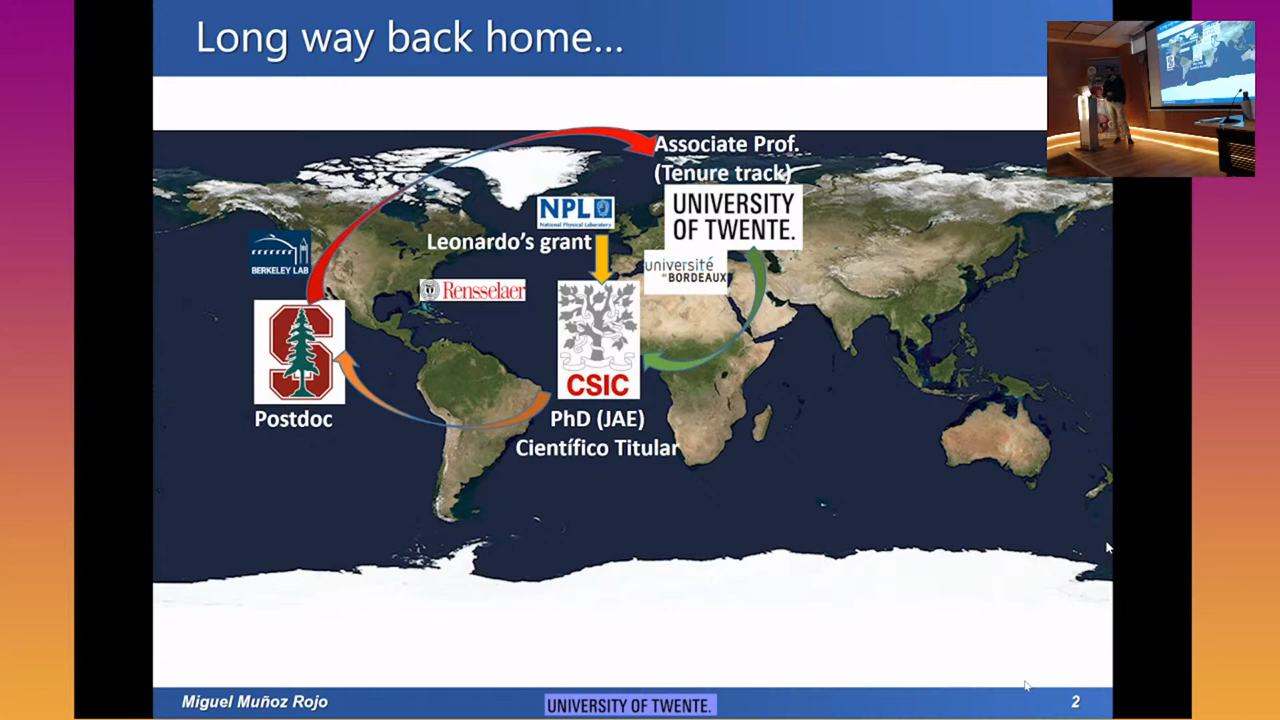 Long way back home...
Associate Prof.
(Tenure track)
NPL
National Physical Laboratory
UNIVERSITY
OF TWENTE.
Leonardo's grant
BERKELEY LAB
université
de BORDEAUX
Rensselaer
S
CSIC
Postdoc
PhD (JAE)
Científico Titular
Miguel Muñoz Rojo
UNIVERSITY OF TWENTE.
2